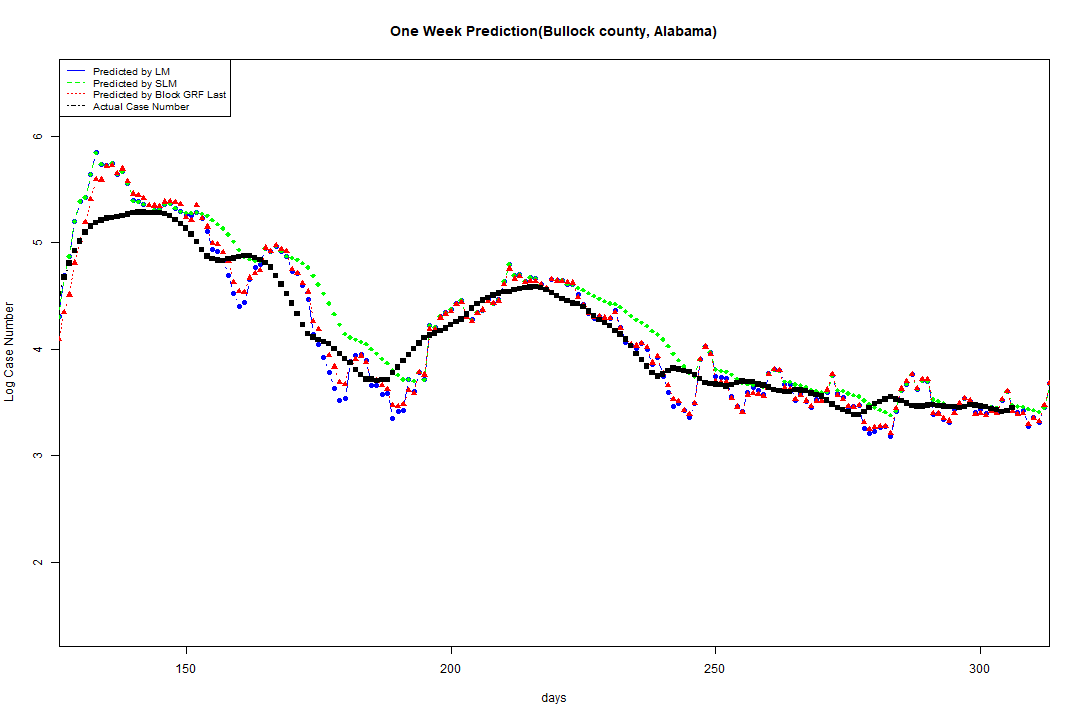 One Week Prediction(Bullock county, Alabama)
Predicted by LM
Predicted by SLM
Predicted by Block GRF Last
Actual Case Number
Log Case Number
6
5
4
3
2
150
200
250
300
days